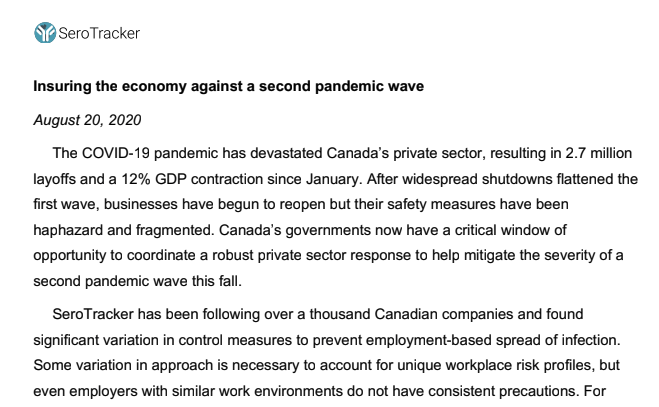 SeroTracker
Insuring the economy against a second pandemic wave
August 20, 2020
The COVID-19 pandemic has devastated Canada's private sector, resulting in 2.7 million
layoffs and a 12% GDP contraction since January. After widespread shutdowns flattened the
first wave, businesses have begun to reopen but their safety measures have been
haphazard and fragmented. Canada's governments now have a critical window of
opportunity to coordinate a robust private sector response to help mitigate the severity of a
second pandemic wave this fall.
SeroTracker has been following over a thousand Canadian companies and found
significant variation in control measures to prevent employment-based spread of infection.
Some variation in approach is necessary to account for unique workplace risk profiles, but
even employers with similar work environments do not have consistent precautions. For